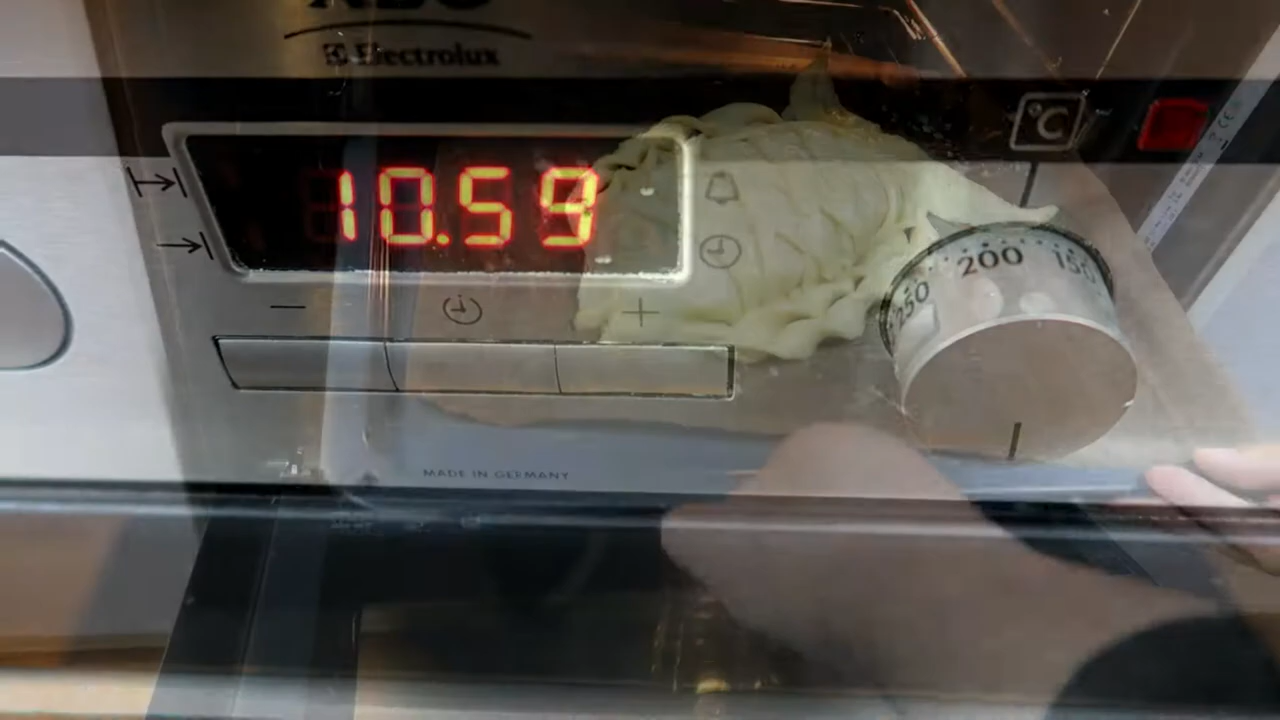 Electrolux
°C
10.59
250 200 150
− +
MADE IN GERMANY